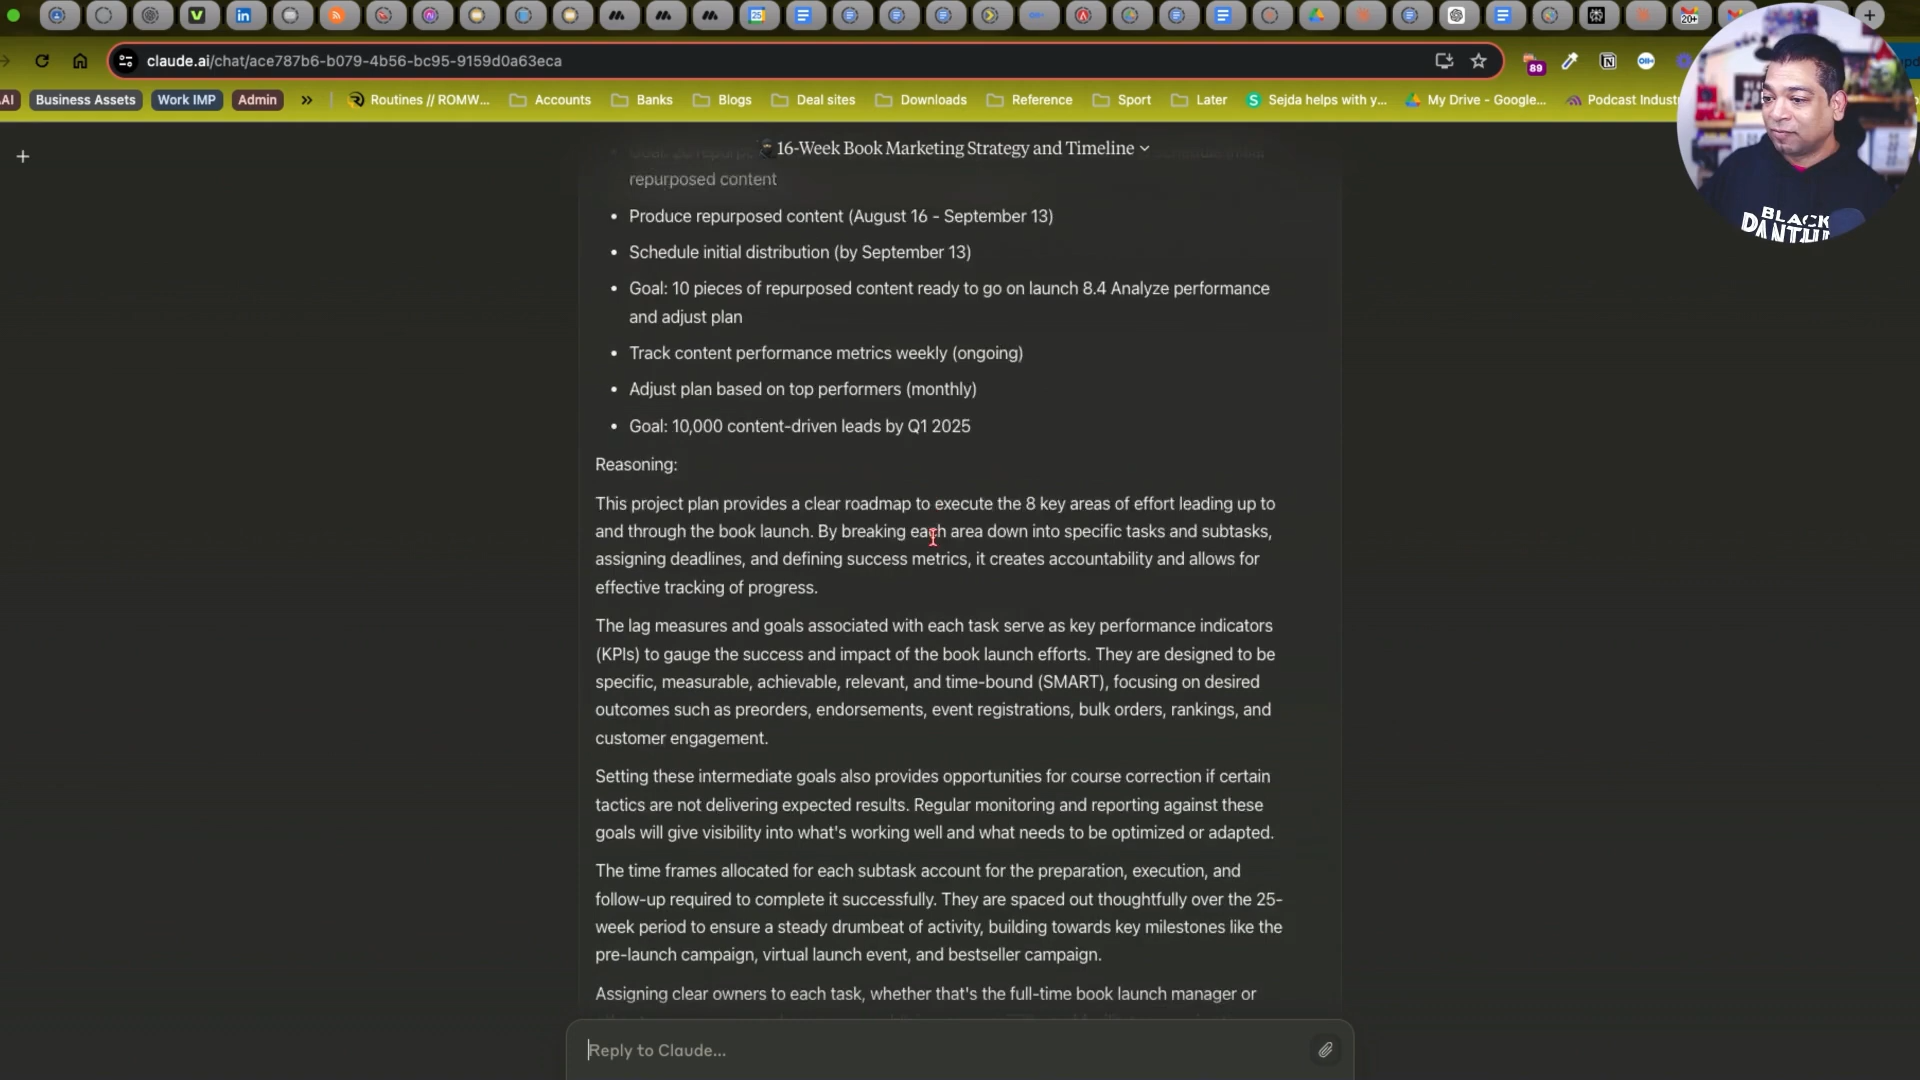 claude.ai/chat/ace787b6-b079-4b56-bc95-9159d0a63eca
89
20+
AI Business Assets Work IMP Admin » Routines // ROMW... Accounts Banks Blogs Deal sites Downloads Reference Sport Later Sejda helps with y... My Drive - Google... Podcast Indust
16-Week Book Marketing Strategy and Timeline
repurposed content
• Produce repurposed content (August 16 - September 13)
• Schedule initial distribution (by September 13)
• Goal: 10 pieces of repurposed content ready to go on launch 8.4 Analyze performance
and adjust plan
• Track content performance metrics weekly (ongoing)
• Adjust plan based on top performers (monthly)
• Goal: 10,000 content-driven leads by Q1 2025
Reasoning:
This project plan provides a clear roadmap to execute the 8 key areas of effort leading up to
and through the book launch. By breaking each area down into specific tasks and subtasks,
assigning deadlines, and defining success metrics, it creates accountability and allows for
effective tracking of progress.
The lag measures and goals associated with each task serve as key performance indicators
(KPIs) to gauge the success and impact of the book launch efforts. They are designed to be
specific, measurable, achievable, relevant, and time-bound (SMART), focusing on desired
outcomes such as preorders, endorsements, event registrations, bulk orders, rankings, and
customer engagement.
Setting these intermediate goals also provides opportunities for course correction if certain
tactics are not delivering expected results. Regular monitoring and reporting against these
goals will give visibility into what's working well and what needs to be optimized or adapted.
The time frames allocated for each subtask account for the preparation, execution, and
follow-up required to complete it successfully. They are spaced out thoughtfully over the 25-
week period to ensure a steady drumbeat of activity, building towards key milestones like the
pre-launch campaign, virtual launch event, and bestseller campaign.
Assigning clear owners to each task, whether that's the full-time book launch manager or
Reply to Claude...
BLACK